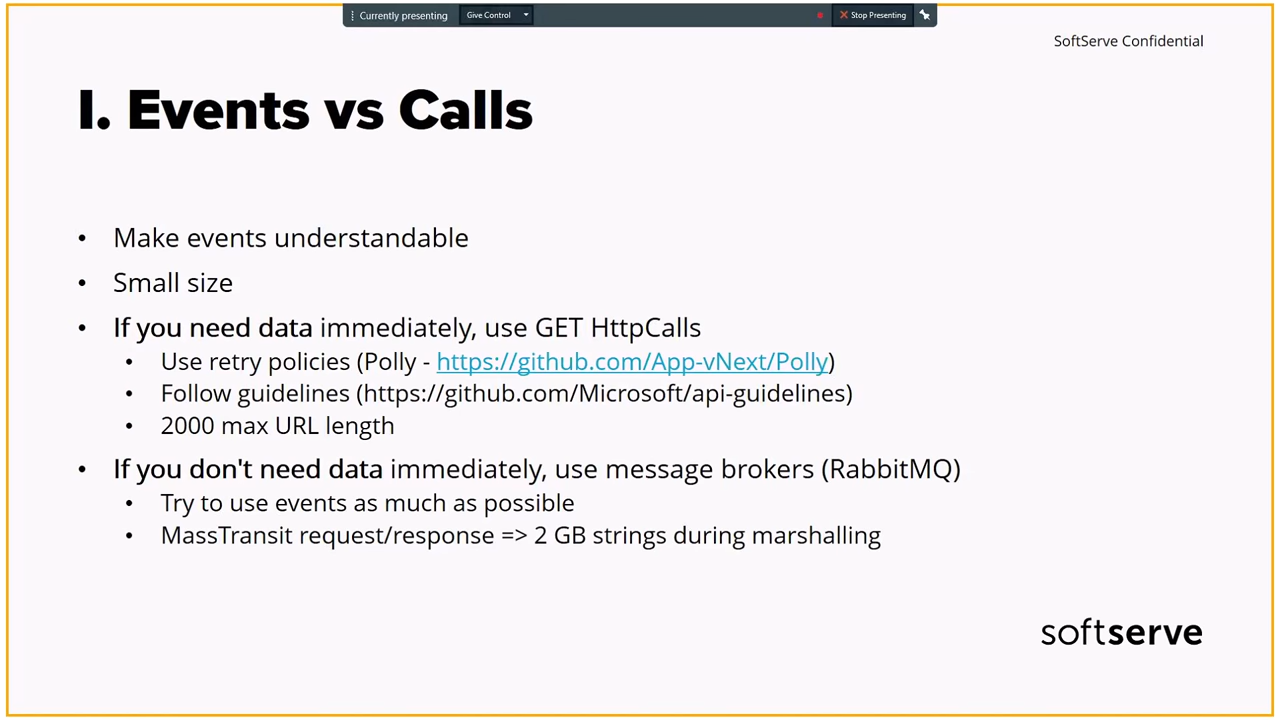 Currently presenting Give Control Stop Presenting
SoftServe Confidential
I. Events vs Calls
• Make events understandable
• Small size
• If you need data immediately, use GET HttpCalls
• Use retry policies (Polly - https://github.com/App-vNext/Polly)
• Follow guidelines (https://github.com/Microsoft/api-guidelines)
• 2000 max URL length
• If you don't need data immediately, use message brokers (RabbitMQ)
• Try to use events as much as possible
• MassTransit request/response => 2 GB strings during marshalling
softserve